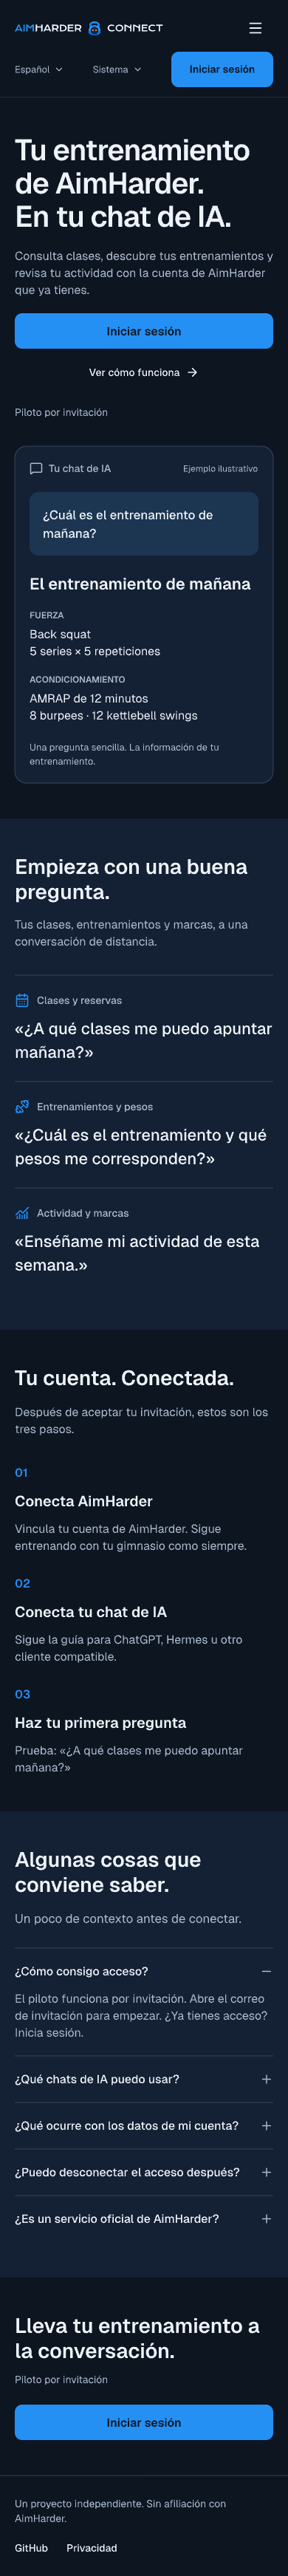 AIMHARDER CONNECT
Español Sistema Iniciar sesión
Tu entrenamiento
de AimHarder.
En tu chat de IA.
Consulta clases, descubre tus entrenamientos y
revisa tu actividad con la cuenta de AimHarder
que ya tienes.
Iniciar sesión
Ver cómo funciona →
Piloto por invitación
Tu chat de IA Ejemplo ilustrativo
¿Cuál es el entrenamiento de
mañana?
El entrenamiento de mañana
FUERZA
Back squat
5 series × 5 repeticiones
ACONDICIONAMIENTO
AMRAP de 12 minutos
8 burpees · 12 kettlebell swings
Una pregunta sencilla. La información de tu
entrenamiento.
Empieza con una buena
pregunta.
Tus clases, entrenamientos y marcas, a una
conversación de distancia.
Clases y reservas
«¿A qué clases me puedo apuntar
mañana?»
Entrenamientos y pesos
«¿Cuál es el entrenamiento y qué
pesos me corresponden?»
Actividad y marcas
«Enséñame mi actividad de esta
semana.»
Tu cuenta. Conectada.
Después de aceptar tu invitación, estos son los
tres pasos.
01
Conecta AimHarder
Vincula tu cuenta de AimHarder. Sigue
entrenando con tu gimnasio como siempre.
02
Conecta tu chat de IA
Sigue la guía para ChatGPT, Hermes u otro
cliente compatible.
03
Haz tu primera pregunta
Prueba: «¿A qué clases me puedo apuntar
mañana?»
Algunas cosas que
conviene saber.
Un poco de contexto antes de conectar.
¿Cómo consigo acceso? −
El piloto funciona por invitación. Abre el correo
de invitación para empezar. ¿Ya tienes acceso?
Inicia sesión.
¿Qué chats de IA puedo usar? +
¿Qué ocurre con los datos de mi cuenta? +
¿Puedo desconectar el acceso después? +
¿Es un servicio oficial de AimHarder? +
Lleva tu entrenamiento a
la conversación.
Piloto por invitación
Iniciar sesión
Un proyecto independiente. Sin afiliación con
AimHarder.
GitHub Privacidad